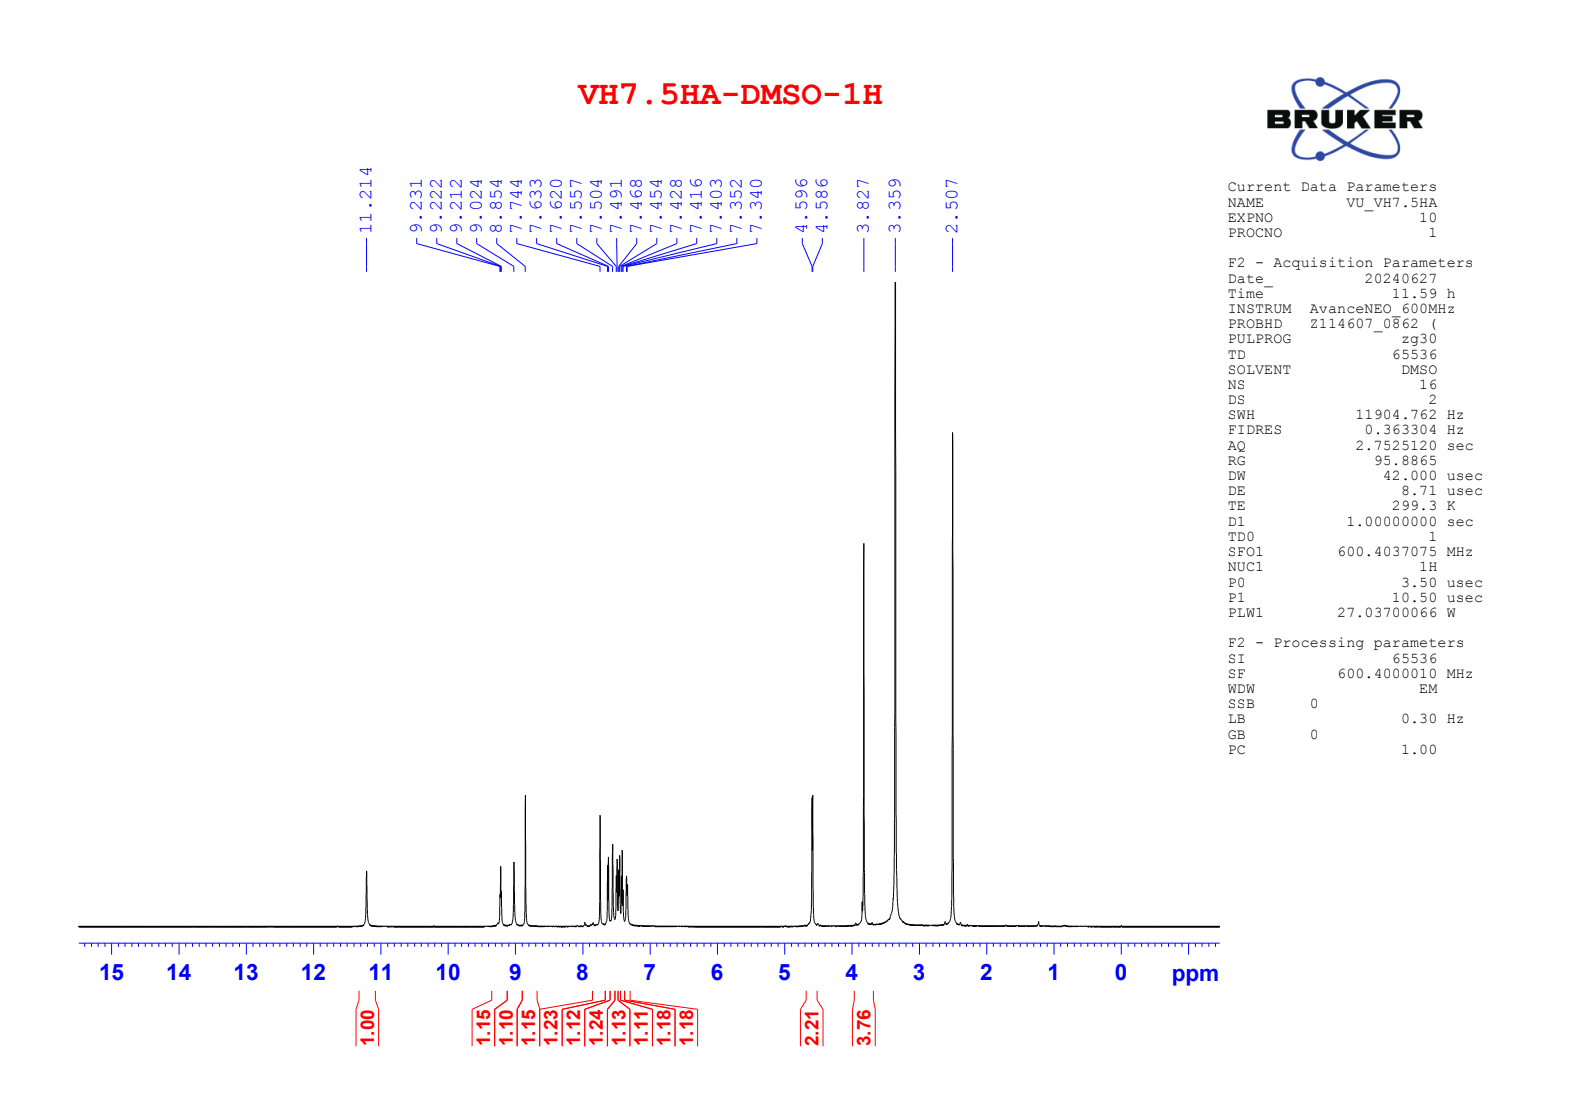 VH7.5HA-DMSO-1H
BRUKER
11.214
9.231
9.222
9.212
9.024
8.854
7.744
7.633
7.620
7.557
7.504
7.491
7.468
7.454
7.428
7.416
7.403
7.352
7.340
4.596
4.586
3.827
3.359
2.507
Current Data Parameters
NAME VU_VH7.5HA
EXPNO 10
PROCNO 1
F2 - Acquisition Parameters
Date_ 20240627
Time 11.59 h
INSTRUM AvanceNEO_600MHz
PROBHD Z114607_0862 (
PULPROG zg30
TD 65536
SOLVENT DMSO
NS 16
DS 2
SWH 11904.762 Hz
FIDRES 0.363304 Hz
AQ 2.7525120 sec
RG 95.8865
DW 42.000 usec
DE 8.71 usec
TE 299.3 K
D1 1.00000000 sec
TD0 1
SFO1 600.4037075 MHz
NUC1 1H
P0 3.50 usec
P1 10.50 usec
PLW1 27.03700066 W
F2 - Processing parameters
SI 65536
SF 600.4000010 MHz
WDW EM
SSB 0
LB 0.30 Hz
GB 0
PC 1.00
15 14 13 12 11 10 9 8 7 6 5 4 3 2 1 0 ppm
1.00
1.15
1.10
1.15
1.23
1.12
1.24
1.13
1.11
1.18
1.18
2.21
3.76